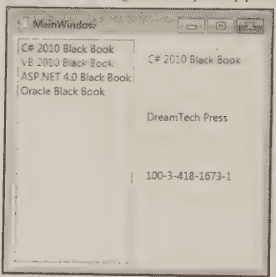 MainWindow
C# 2010 Black Book
VB 2010 Black Book
ASP.NET 4.0 Black Book
Oracle Black Book
C# 2010 Black Book
DreamTech Press
100-3-418-1673-1